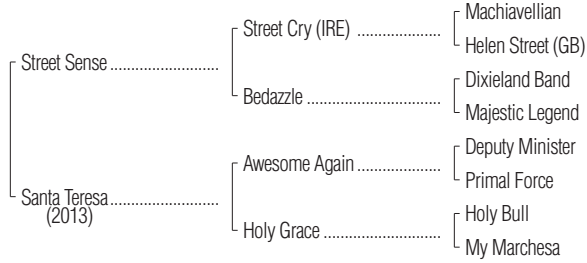 Machiavellian
Street Cry (IRE) ....................
Helen Street (GB)
Street Sense ..........................
Dixieland Band
Bedazzle ................................
Majestic Legend
Deputy Minister
Awesome Again ....................
Primal Force
Santa Teresa ..........................
(2013)
Holy Bull
Holy Grace ............................
My Marchesa